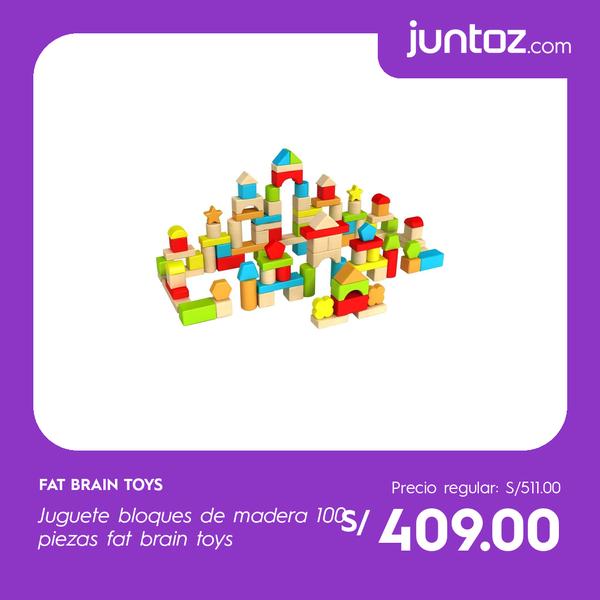 juntoz.com
FAT BRAIN TOYS
Juguete bloques de madera 100
piezas fat brain toys
Precio regular: S/511.00
S/ 409.00